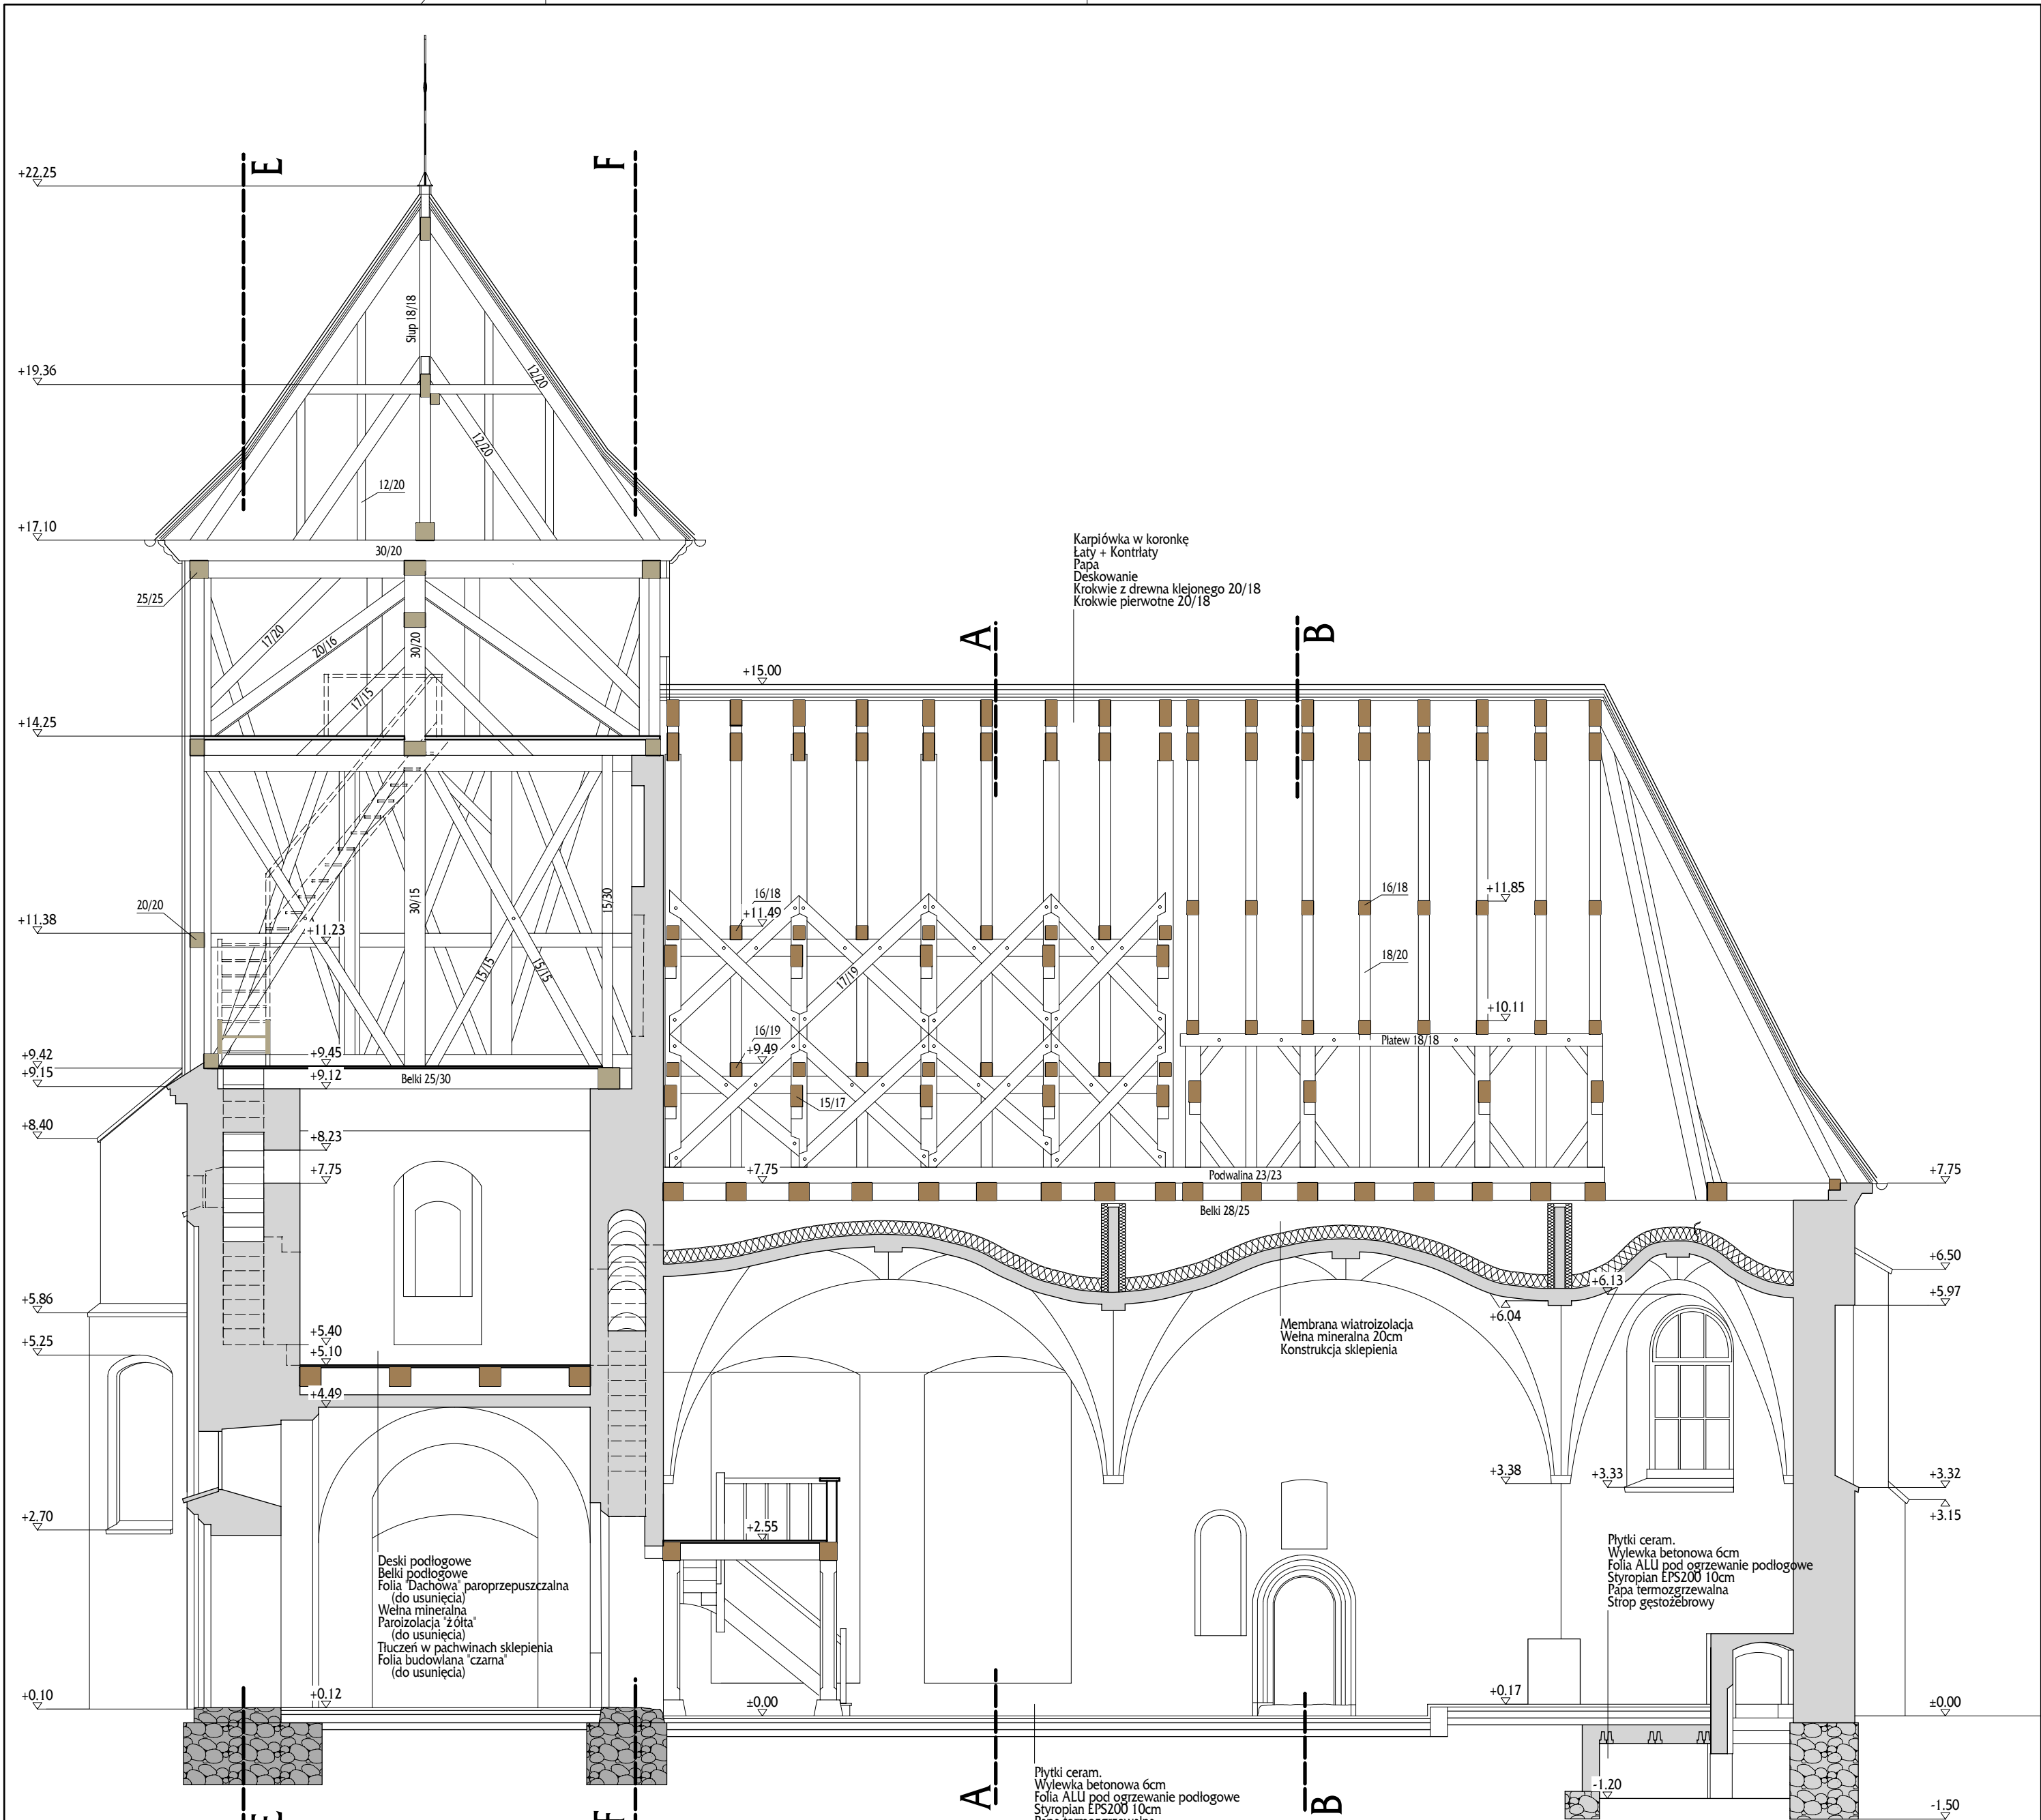 E
F
+22.25
Słup 18/18
+19.36
12/20
12/20
12/20
+17.10
30/20
Karpiówka w koronkę
Łaty + Kontrłaty
Papa
Deskowanie
Krokwie z drewna klejonego 20/18
Krokwie pierwotne 20/18
25/25
17/20
20/16
30/20
17/15
A
B
+15.00
+14.25
20/20
+11.38
+11.23
30/15
15/30
15/15
15/15
16/18
+11.49
17/19
16/18
+11.85
18/20
+10.11
16/19
+9.49
15/17
Płatew 18/18
+9.42
+9.15
+9.45
+9.12
Belki 25/30
+8.40
+8.23
+7.75
+7.75
Podwalina 23/23
Belki 28/25
+7.75
+6.50
+5.97
+6.13
+6.04
+5.86
+5.25
+5.40
+5.10
+4.49
Membrana wiatroizolacja
Wełna mineralna 20cm
Konstrukcja sklepienia
+3.38
+3.33
+3.32
+3.15
+2.70
+2.55
Deski podłogowe
Belki podłogowe
Folia "Dachowa" paroprzepuszczalna
(do usunięcia)
Wełna mineralna
Paroizolacja "żółta"
(do usunięcia)
Tłuczeń w pachwinach sklepienia
Folia budowlana "czarna"
(do usunięcia)
Płytki ceram.
Wylewka betonowa 6cm
Folia ALU pod ogrzewanie podłogowe
Styropian EPS200 10cm
Papa termozgrzewalna
Strop gęstożebrowy
+0.10
+0.12
±0.00
+0.17
±0.00
Płytki ceram.
Wylewka betonowa 6cm
Folia ALU pod ogrzewanie podłogowe
Styropian EPS200 10cm
Papa termozgrzewalna
-1.20
-1.50
E
F
A
B